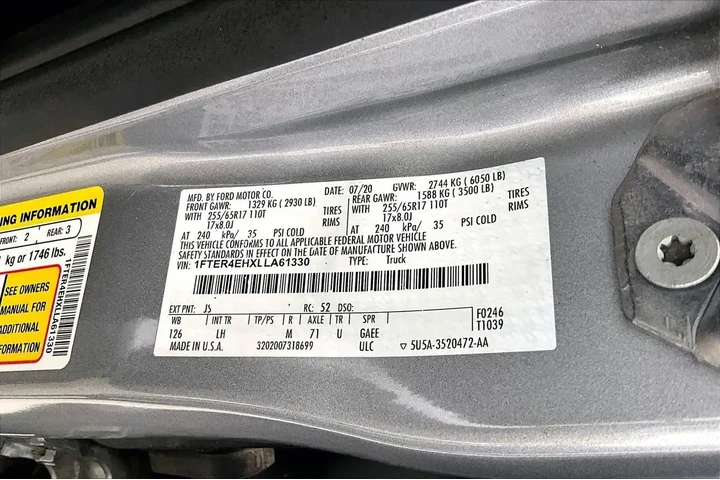 NG INFORMATION
FRONT: 2 REAR: 3
kg or 1746 lbs.
SEE OWNERS
MANUAL FOR
ADDITIONAL
INFORMATION
1FTER4EHXLLA61330
MFD. BY FORD MOTOR CO. DATE: 07/20 GVWR: 2744 KG ( 6050 LB)
FRONT GAWR: 1329 KG ( 2930 LB) REAR GAWR: 1588 KG ( 3500 LB)
WITH 255/65R17 110T TIRES WITH 255/65R17 110T TIRES
17x8.0J RIMS 17x8.0J RIMS
AT 240 kPa/ 35 PSI COLD AT 240 kPa/ 35 PSI COLD
THIS VEHICLE CONFORMS TO ALL APPLICABLE FEDERAL MOTOR VEHICLE
SAFETY STANDARDS IN EFFECT ON THE DATE OF MANUFACTURE SHOWN ABOVE.
VIN: 1FTER4EHXLLA61330 TYPE: Truck
EXT PNT: JS RC: 52 DSO: F0246
WB INT TR TP/PS R AXLE TR SPR T1039
126 LH M 71 U GAEE
MADE IN U.S.A. 3202007318699 ULC 5U5A-3520472-AA